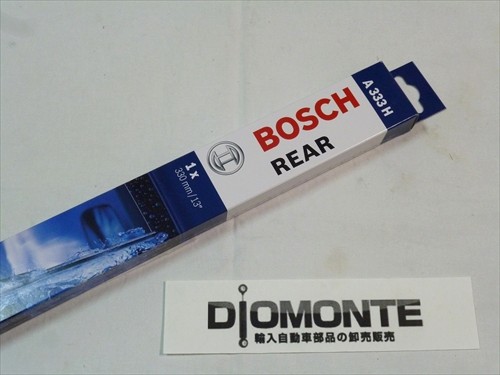 A 333 H
BOSCH
REAR
1x
330 mm / 13"
DIOMONTE
輸入自動車部品の卸売販売